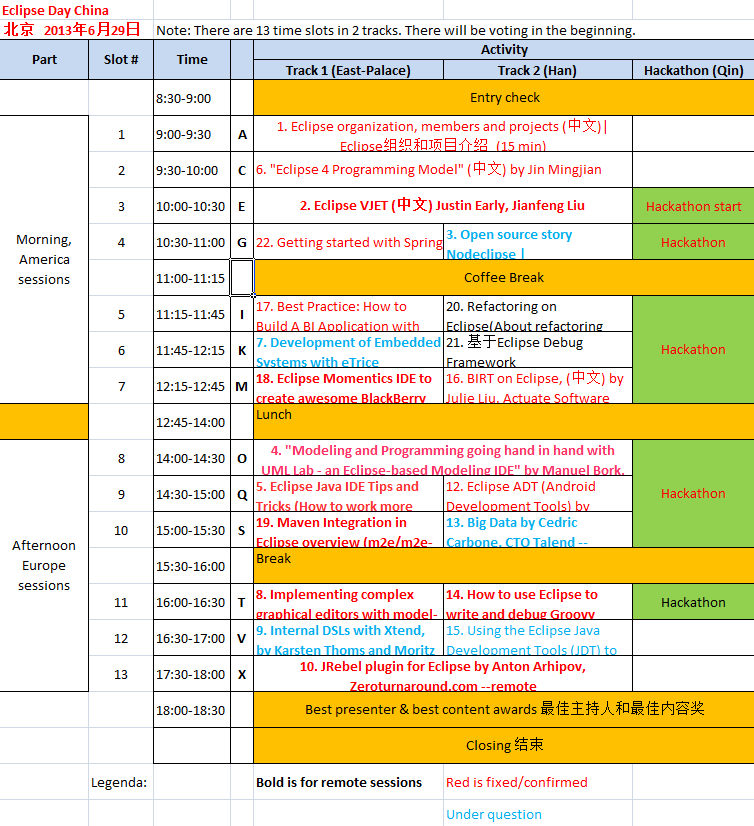 Eclipse Day China
北京 2013年6月29日 Note: There are 13 time slots in 2 tracks. There will be voting in the beginning.
Part Slot # Time Activity
Track 1 (East-Palace) Track 2 (Han) Hackathon (Qin)
8:30-9:00 Entry check
1 9:00-9:30 A 1. Eclipse organization, members and projects (中文)|
Eclipse组织和项目介绍 (15 min)
2 9:30-10:00 C 6. "Eclipse 4 Programming Model" (中文) by Jin Mingjian
3 10:00-10:30 E 2. Eclipse VJET (中文) Justin Early, Jianfeng Liu Hackathon start
Morning,
America
sessions
4 10:30-11:00 G 22. Getting started with Spring 3. Open source story Hackathon
Nodeclipse |
11:00-11:15 Coffee Break
5 11:15-11:45 I 17. Best Practice: How to 20. Refactoring on
Build A BI Application with Eclipse(About refactoring
6 11:45-12:15 K 7. Development of Embedded 21. 基于Eclipse Debug Hackathon
Systems with eTrice Framework
7 12:15-12:45 M 18. Eclipse Momentics IDE to 16. BIRT on Eclipse, (中文) by
create awesome BlackBerry Julie Liu, Actuate Software
12:45-14:00 Lunch
8 14:00-14:30 O 4. "Modeling and Programming going hand in hand with
UML Lab - an Eclipse-based Modeling IDE" by Manuel Bork,
9 14:30-15:00 Q 5. Eclipse Java IDE Tips and 12. Eclipse ADT (Android Hackathon
Tricks (How to work more Development Tools) by
10 15:00-15:30 S 19. Maven Integration in 13. Big Data by Cedric
Eclipse overview (m2e/m2e- Carbone, CTO Talend --
Afternoon
Europe
sessions
15:30-16:00 Break
11 16:00-16:30 T 8. Implementing complex 14. How to use Eclipse to Hackathon
graphical editors with model- write and debug Groovy
12 16:30-17:00 V 9. Internal DSLs with Xtend, 15. Using the Eclipse Java
by Karsten Thoms and Moritz Development Tools (JDT) to
13 17:30-18:00 X 10. JRebel plugin for Eclipse by Anton Arhipov,
Zeroturnaround.com --remote
18:00-18:30 Best presenter & best content awards 最佳主持人和最佳内容奖
Closing 结束
Legenda: Bold is for remote sessions Red is fixed/confirmed
Under question